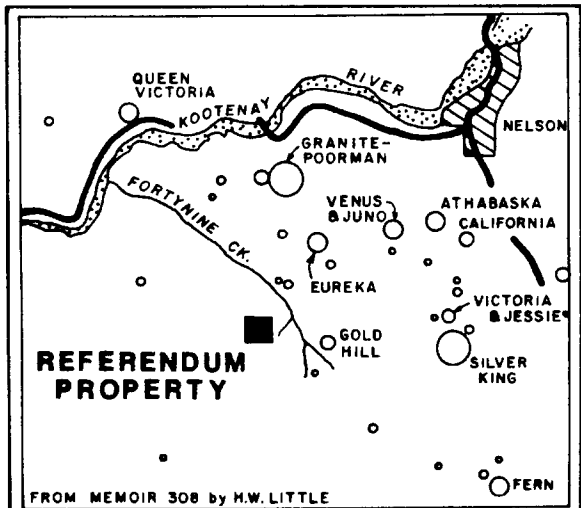 QUEEN
VICTORIA
KOOTENAY
RIVER
NELSON
GRANITE-
POORMAN
FORTYNINE CK.
VENUS
& JUNO
ATHABASKA
CALIFORNIA
EUREKA
VICTORIA
& JESSIE
GOLD
HILL
SILVER
KING
REFERENDUM
PROPERTY
FERN
FROM MEMOIR 308 by H.W. LITTLE